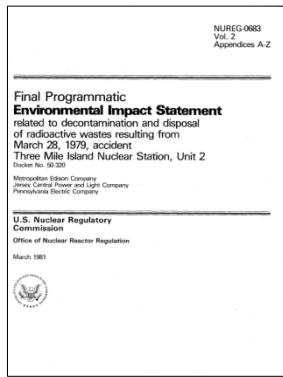 NUREG-0683
Vol. 2
Appendices A-Z
Final Programmatic
Environmental Impact Statement
related to decontamination and disposal
of radioactive wastes resulting from
March 28, 1979, accident
Three Mile Island Nuclear Station, Unit 2
Docket No. 50-320
Metropolitan Edison Company
Jersey Central Power and Light Company
Pennsylvania Electric Company
U.S. Nuclear Regulatory
Commission
Office of Nuclear Reactor Regulation
March 1981